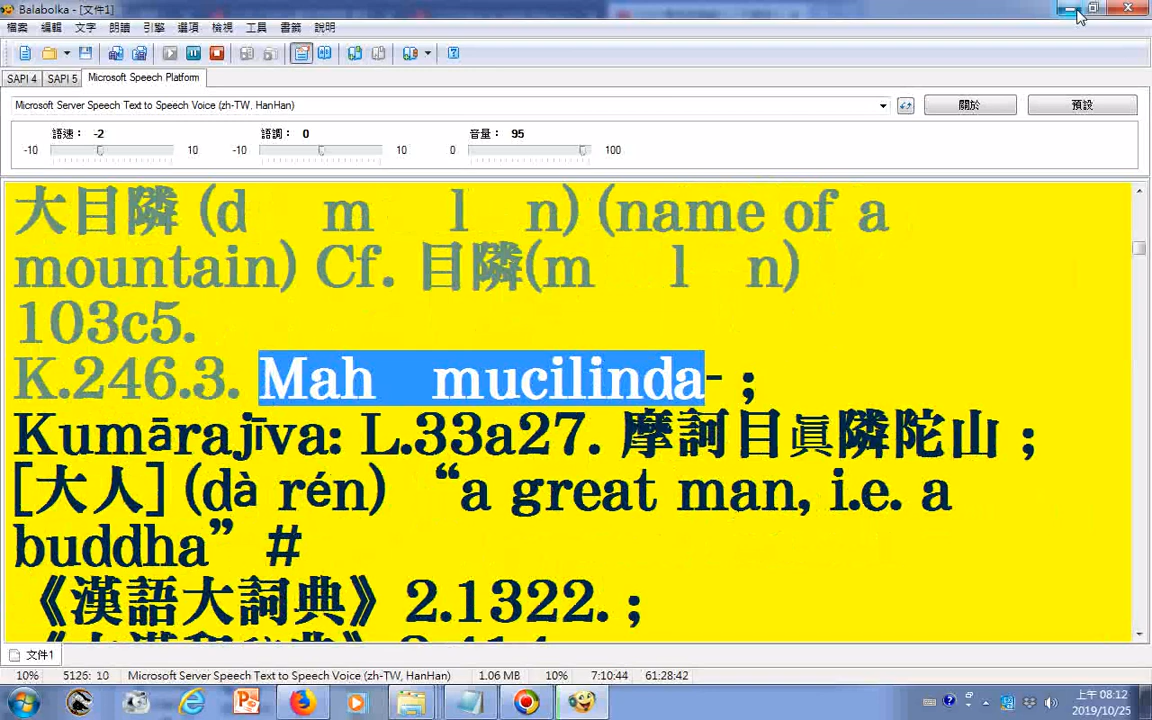 Balabolka - [文件1]
檔案 編輯 文字 朗讀 引擎 選項 檢視 工具 書籤 說明
SAPI 4 SAPI 5 Microsoft Speech Platform
Microsoft Server Speech Text to Speech Voice (zh-TW, HanHan) 關於 預設
語速： -2 語調： 0 音量： 95
-10 10 -10 10 0 100
大目隣 (d m l n) (name of a
mountain) Cf. 目隣(m l n)
103c5.
K.246.3. Mah mucilinda- ;
Kumārajīva: L.33a27. 摩訶目眞隣陀山；
[大人] (dà rén) “a great man, i.e. a
buddha” #
《漢語大詞典》2.1322.；
文件1
10% 5126: 10 Microsoft Server Speech Text to Speech Voice (zh-TW, HanHan) 1.06 MB 10% 7:10:44 61:28:42
上午 08:12
2019/10/25